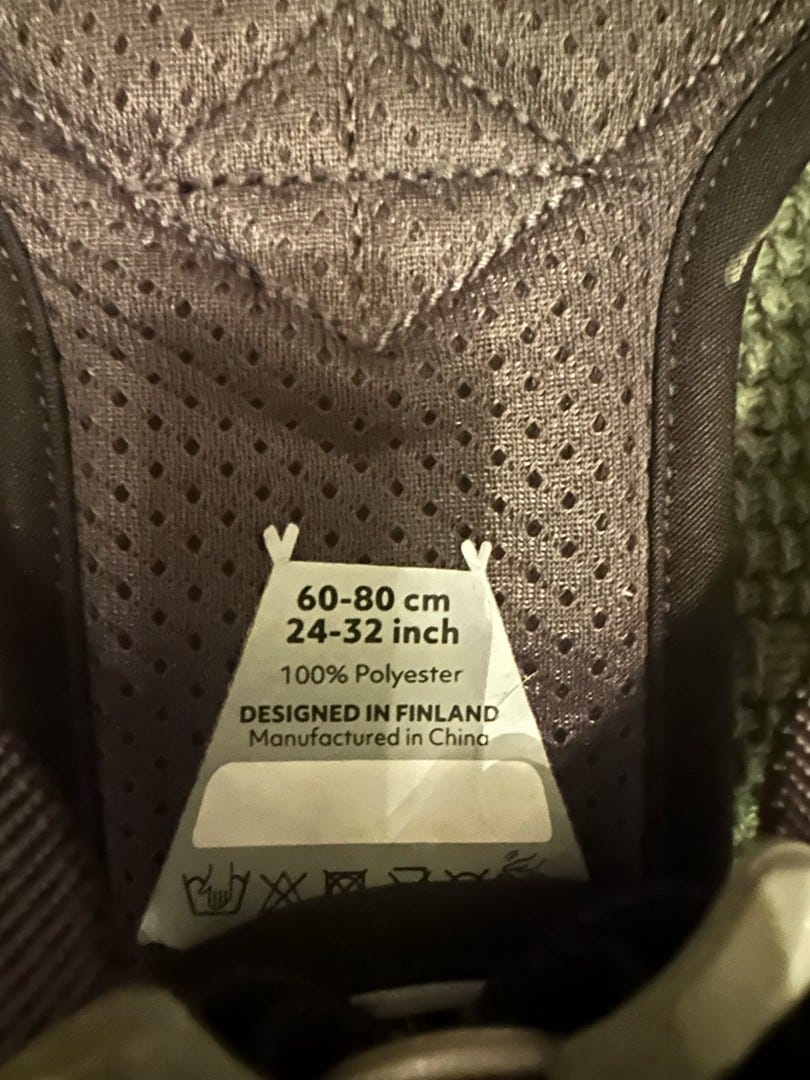 60-80 cm
24-32 inch
100% Polyester
DESIGNED IN FINLAND
Manufactured in China